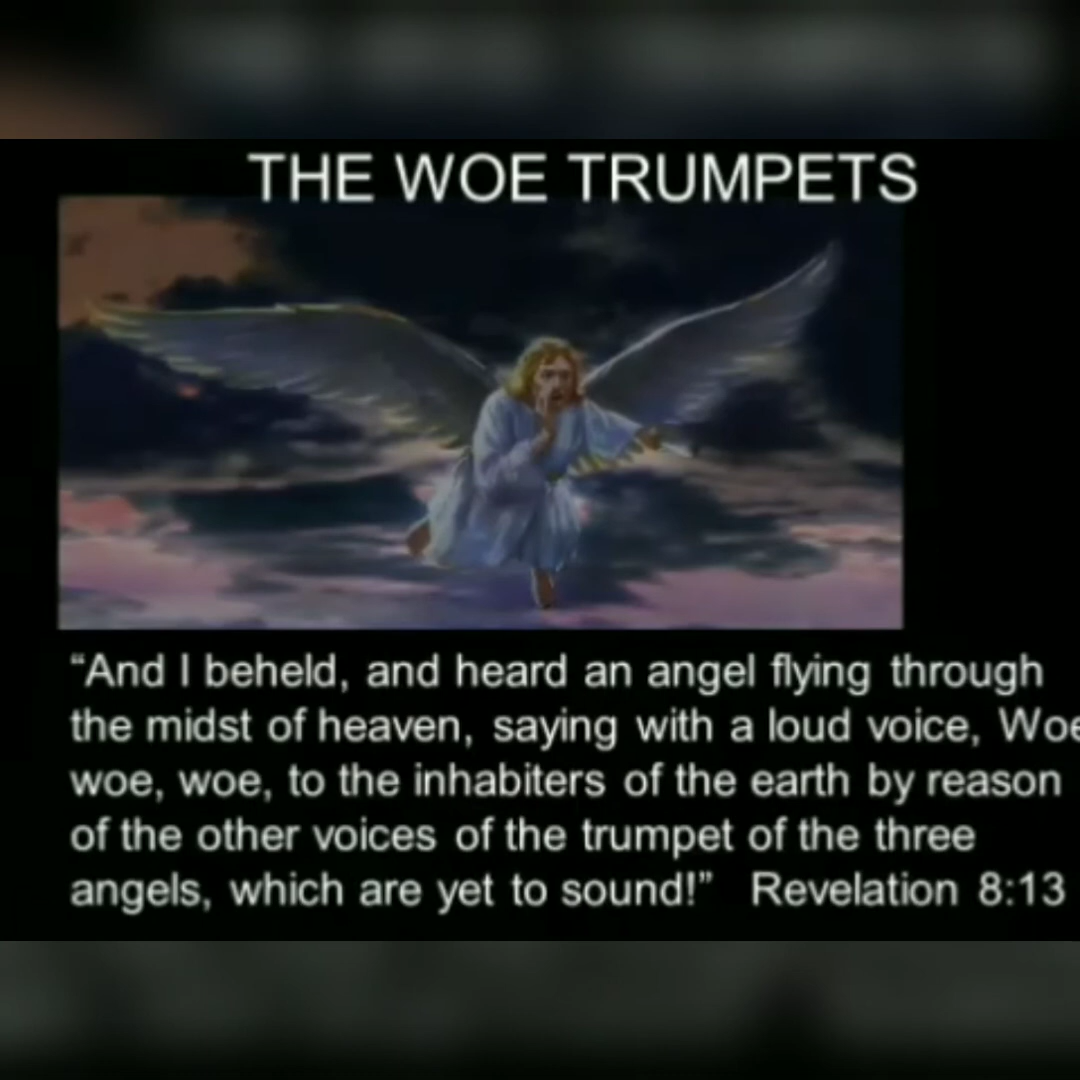 THE WOE TRUMPETS
“And I beheld, and heard an angel flying through
the midst of heaven, saying with a loud voice, Woe
woe, woe, to the inhabiters of the earth by reason
of the other voices of the trumpet of the three
angels, which are yet to sound!” Revelation 8:13